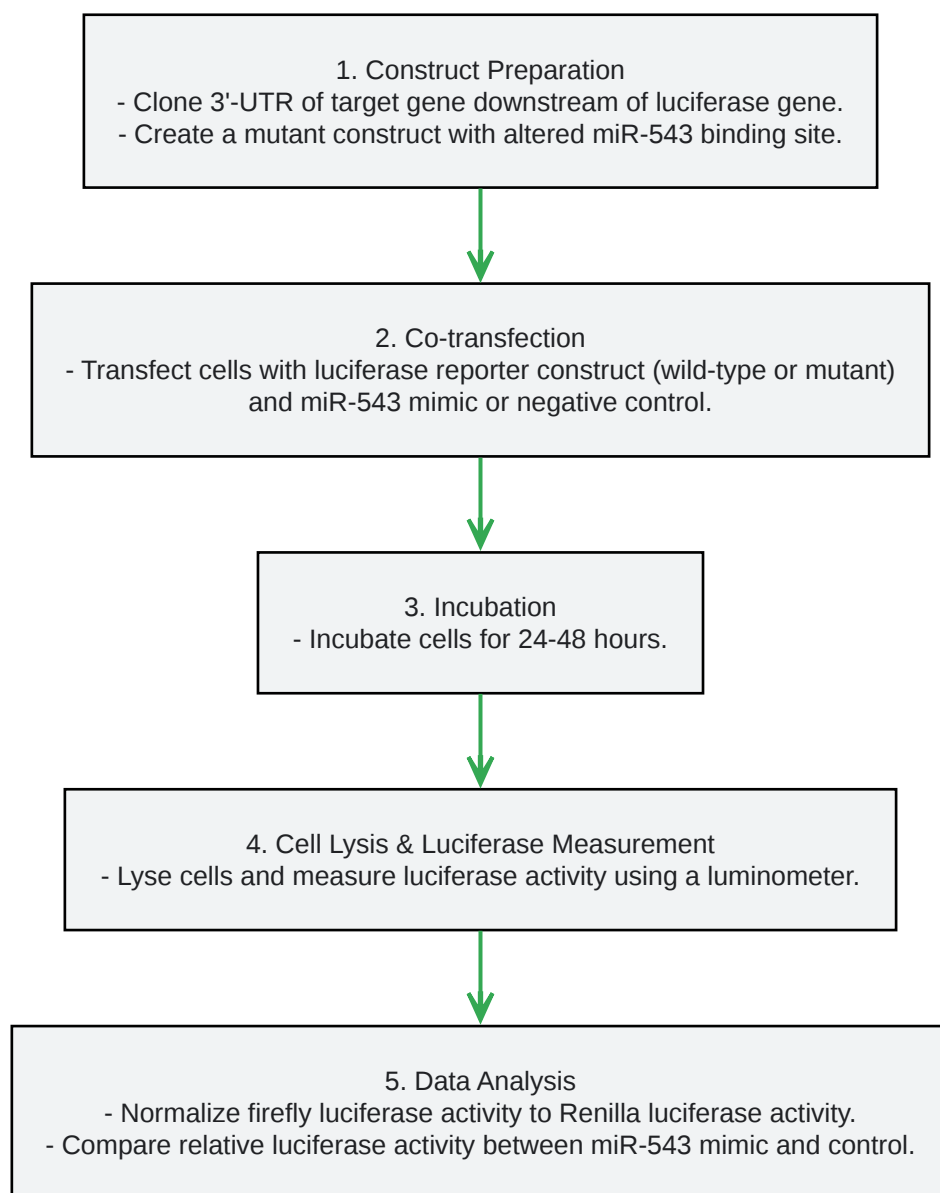 1. Construct Preparation
- Clone 3'-UTR of target gene downstream of luciferase gene.
- Create a mutant construct with altered miR-543 binding site.
2. Co-transfection
- Transfect cells with luciferase reporter construct (wild-type or mutant)
and miR-543 mimic or negative control.
3. Incubation
- Incubate cells for 24-48 hours.
4. Cell Lysis & Luciferase Measurement
- Lyse cells and measure luciferase activity using a luminometer.
5. Data Analysis
- Normalize firefly luciferase activity to Renilla luciferase activity.
- Compare relative luciferase activity between miR-543 mimic and control.